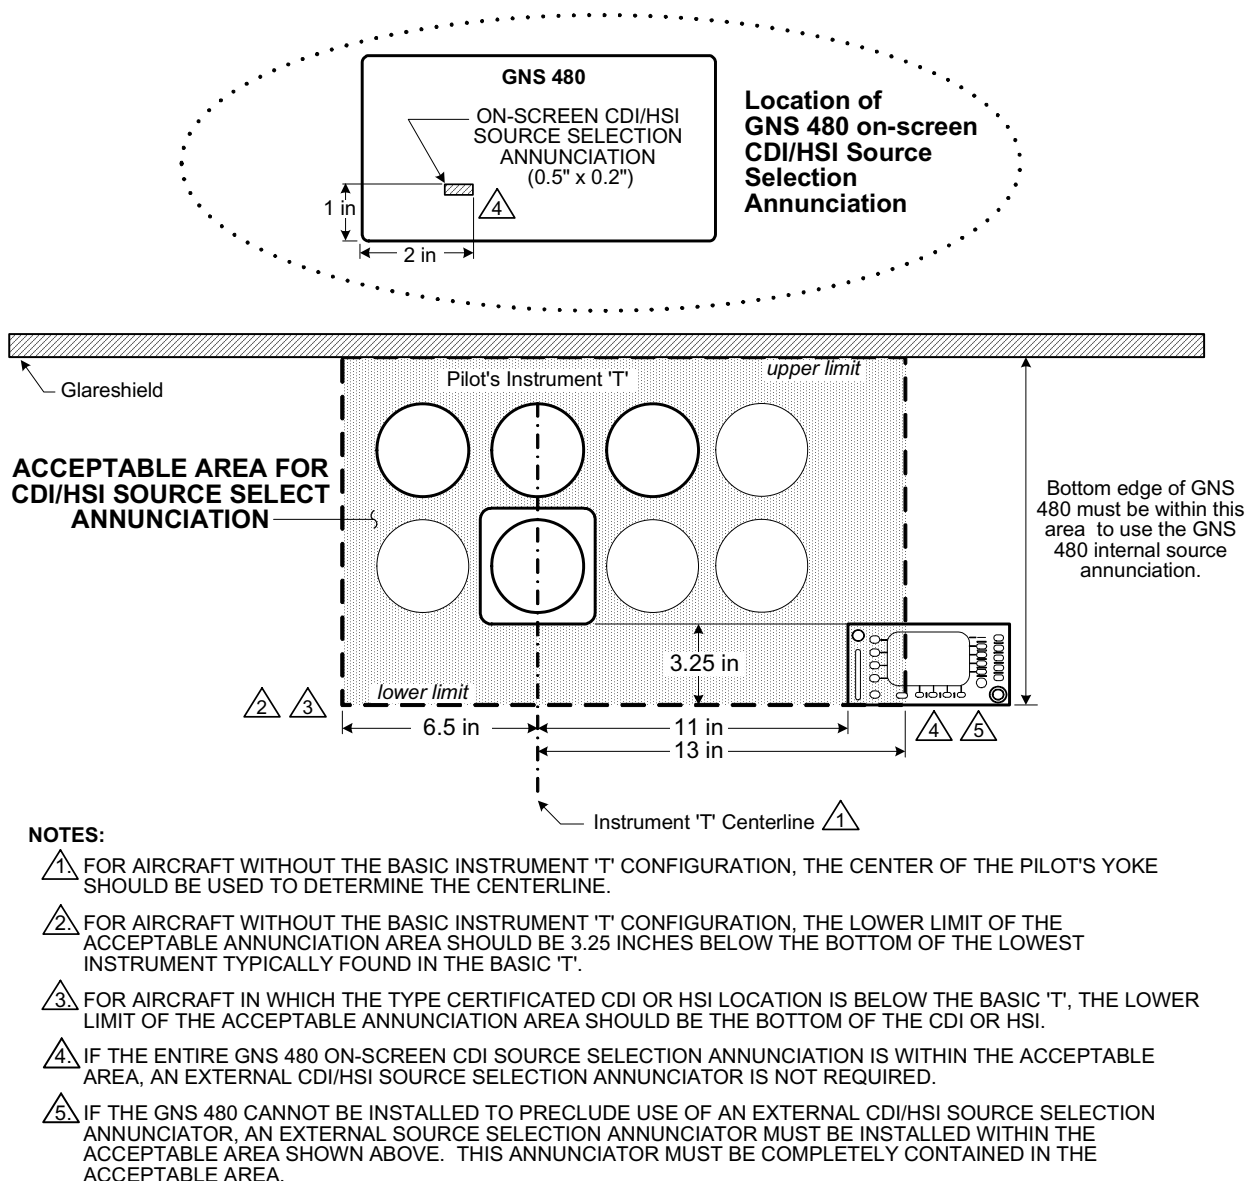 GNS 480
ON-SCREEN CDI/HSI
SOURCE SELECTION
ANNUNCIATION
(0.5" x 0.2")
4
1 in
2 in
Location of
GNS 480 on-screen
CDI/HSI Source
Selection
Annunciation
Glareshield
Pilot's Instrument 'T'
upper limit
ACCEPTABLE AREA FOR
CDI/HSI SOURCE SELECT
ANNUNCIATION
Bottom edge of GNS
480 must be within this
area to use the GNS
480 internal source
annunciation.
3.25 in
lower limit
2 3
6.5 in
11 in
13 in
4 5
Instrument 'T' Centerline 1
NOTES:
1. FOR AIRCRAFT WITHOUT THE BASIC INSTRUMENT 'T' CONFIGURATION, THE CENTER OF THE PILOT'S YOKE
SHOULD BE USED TO DETERMINE THE CENTERLINE.
2. FOR AIRCRAFT WITHOUT THE BASIC INSTRUMENT 'T' CONFIGURATION, THE LOWER LIMIT OF THE
ACCEPTABLE ANNUNCIATION AREA SHOULD BE 3.25 INCHES BELOW THE BOTTOM OF THE LOWEST
INSTRUMENT TYPICALLY FOUND IN THE BASIC 'T'.
3. FOR AIRCRAFT IN WHICH THE TYPE CERTIFICATED CDI OR HSI LOCATION IS BELOW THE BASIC 'T', THE LOWER
LIMIT OF THE ACCEPTABLE ANNUNCIATION AREA SHOULD BE THE BOTTOM OF THE CDI OR HSI.
4. IF THE ENTIRE GNS 480 ON-SCREEN CDI SOURCE SELECTION ANNUNCIATION IS WITHIN THE ACCEPTABLE
AREA, AN EXTERNAL CDI/HSI SOURCE SELECTION ANNUNCIATOR IS NOT REQUIRED.
5. IF THE GNS 480 CANNOT BE INSTALLED TO PRECLUDE USE OF AN EXTERNAL CDI/HSI SOURCE SELECTION
ANNUNCIATOR, AN EXTERNAL SOURCE SELECTION ANNUNCIATOR MUST BE INSTALLED WITHIN THE
ACCEPTABLE AREA SHOWN ABOVE. THIS ANNUNCIATOR MUST BE COMPLETELY CONTAINED IN THE
ACCEPTABLE AREA.